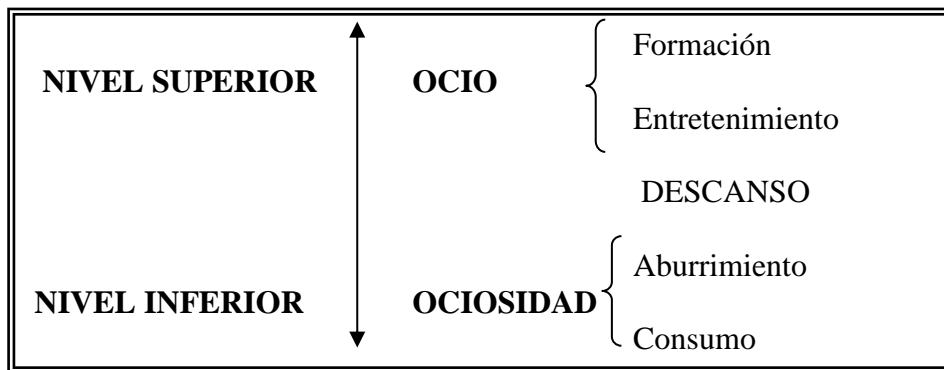 Formación
NIVEL SUPERIOR OCIO
Entretenimiento
DESCANSO
Aburrimiento
NIVEL INFERIOR OCIOSIDAD
Consumo